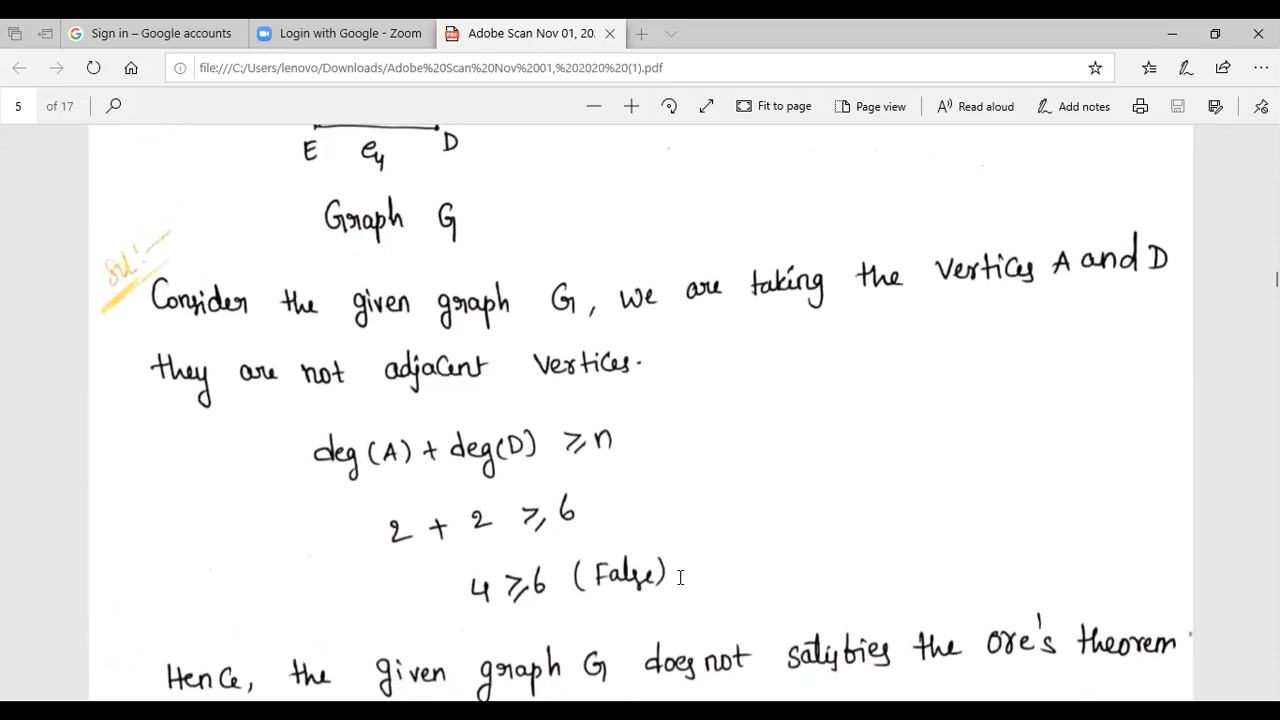 Sign in – Google accounts
Login with Google - Zoom
Adobe Scan Nov 01, 202
file:///C:/Users/lenovo/Downloads/Adobe%20Scan%20Nov%2001,%202020%20(1).pdf
5 of 17
Fit to page
Page view
Read aloud
Add notes
E e4 D
Graph G
Sol:-
Consider the given graph G, we are taking the vertices A and D
they are not adjacent vertices.
deg(A) + deg(D) ≥ n
2 + 2 ≥ 6
4 ≥ 6 (False)
Hence, the given graph G does not satisfies the ore's theorem